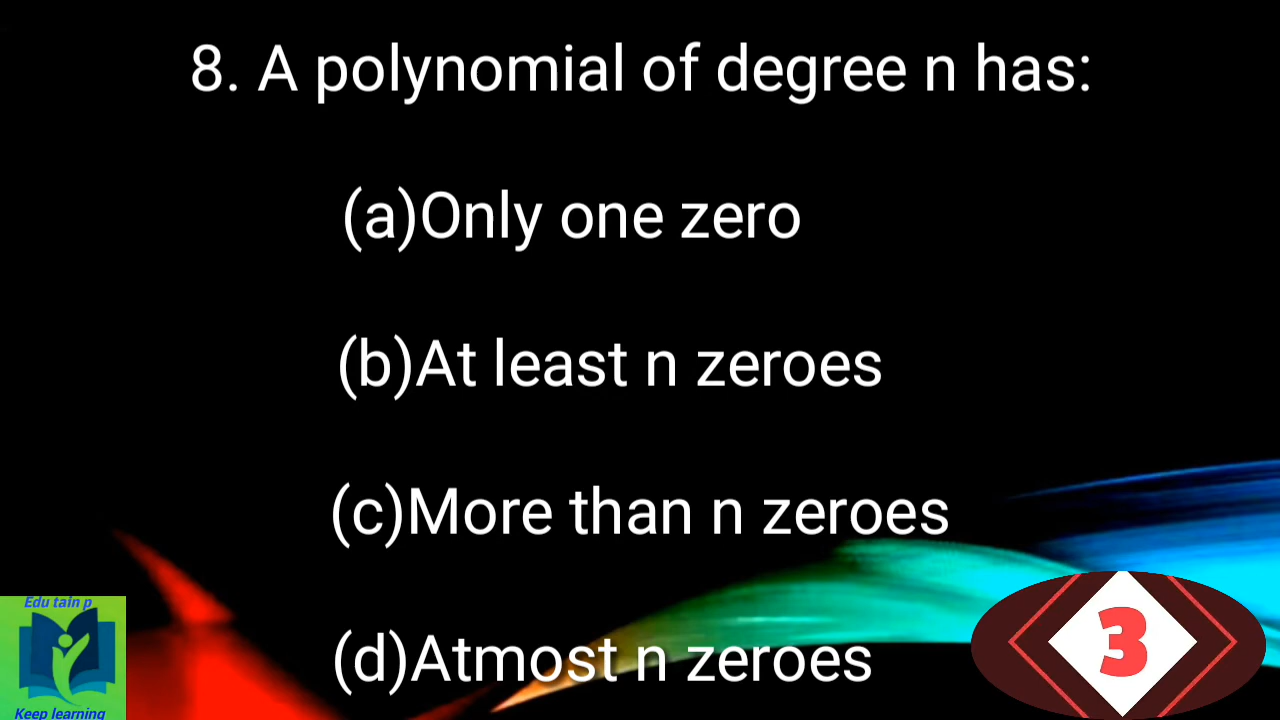 8. A polynomial of degree n has:
(a)Only one zero
(b)At least n zeroes
(c)More than n zeroes
(d)Atmost n zeroes
Edu tain p
Keep learning
3